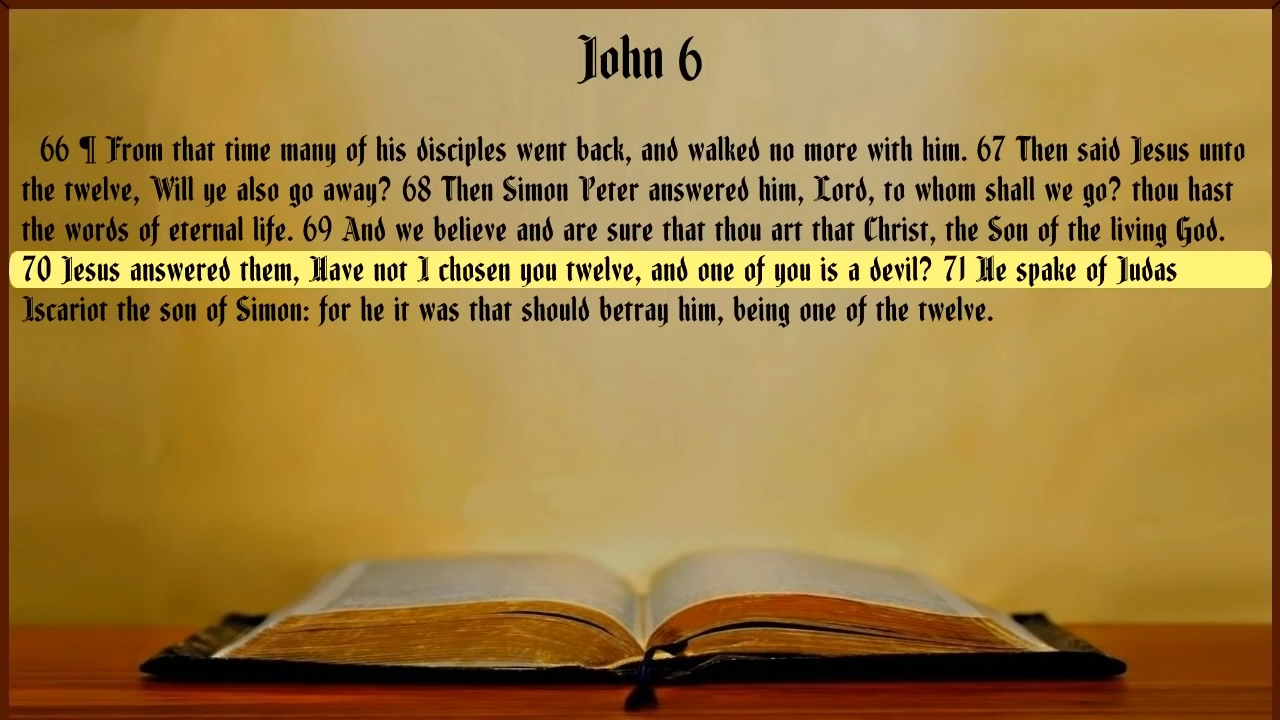 John 6
66 ¶ From that time many of his disciples went back, and walked no more with him. 67 Then said Jesus unto
the twelve, Will ye also go away? 68 Then Simon Peter answered him, Lord, to whom shall we go? thou hast
the words of eternal life. 69 And we believe and are sure that thou art that Christ, the Son of the living God.
70 Jesus answered them, Have not I chosen you twelve, and one of you is a devil? 71 He spake of Judas
Iscariot the son of Simon: for he it was that should betray him, being one of the twelve.